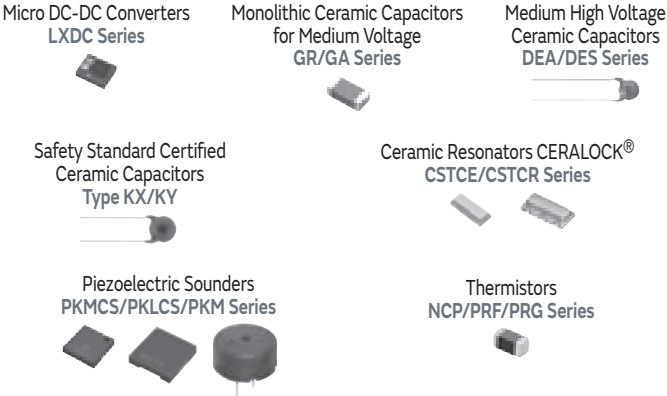 Micro DC-DC Converters
LXDC Series
Monolithic Ceramic Capacitors
for Medium Voltage
GR/GA Series
Medium High Voltage
Ceramic Capacitors
DEA/DES Series
Safety Standard Certified
Ceramic Capacitors
Type KX/KY
Ceramic Resonators CERALOCK®
CSTCE/CSTCR Series
Piezoelectric Sounders
PKMCS/PKLCS/PKM Series
Thermistors
NCP/PRF/PRG Series